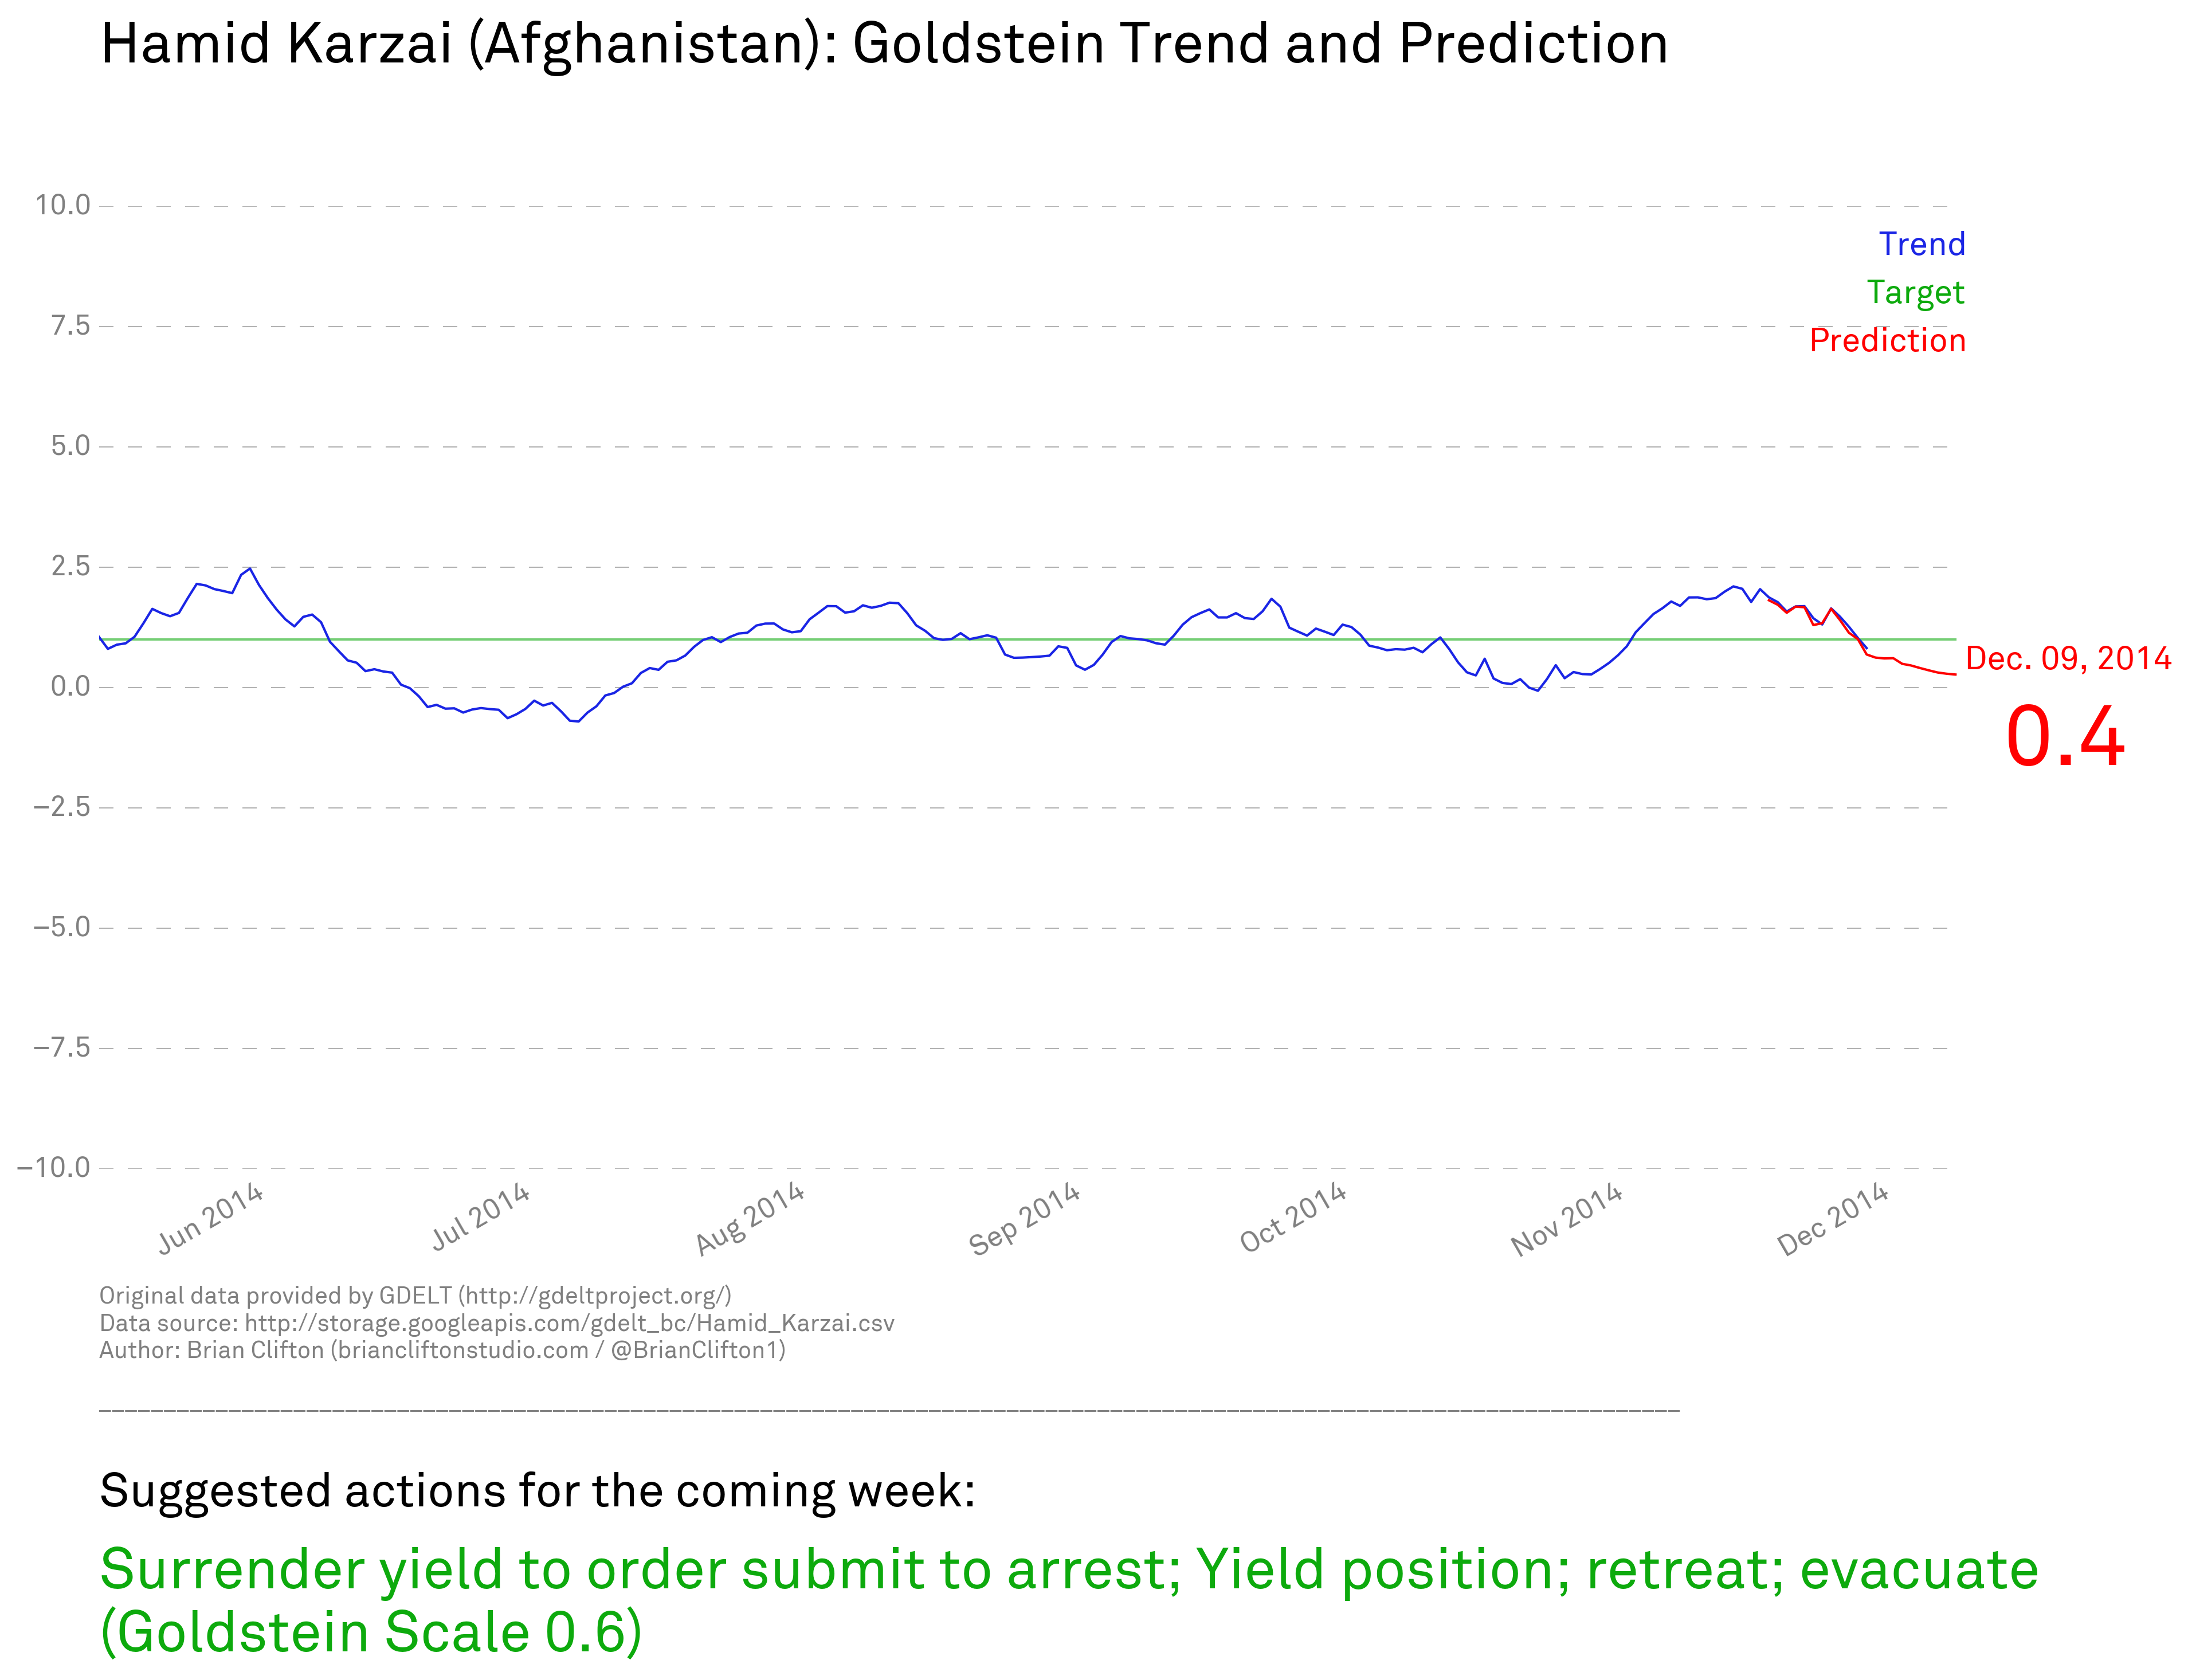 Hamid Karzai (Afghanistan): Goldstein Trend and Prediction
10.0
Trend
Target
7.5
Prediction
5.0
2.5
Dec. 09, 2014
0.0
0.4
−2.5
−5.0
−7.5
−10.0
Jun 2014
Jul 2014
Aug 2014
Sep 2014
Oct 2014
Nov 2014
Dec 2014
Original data provided by GDELT (http://gdeltproject.org/)
Data source: http://storage.googleapis.com/gdelt_bc/Hamid_Karzai.csv
Author: Brian Clifton (briancliftonstudio.com / @BrianClifton1)
Suggested actions for the coming week:
Surrender yield to order submit to arrest; Yield position; retreat; evacuate
(Goldstein Scale 0.6)